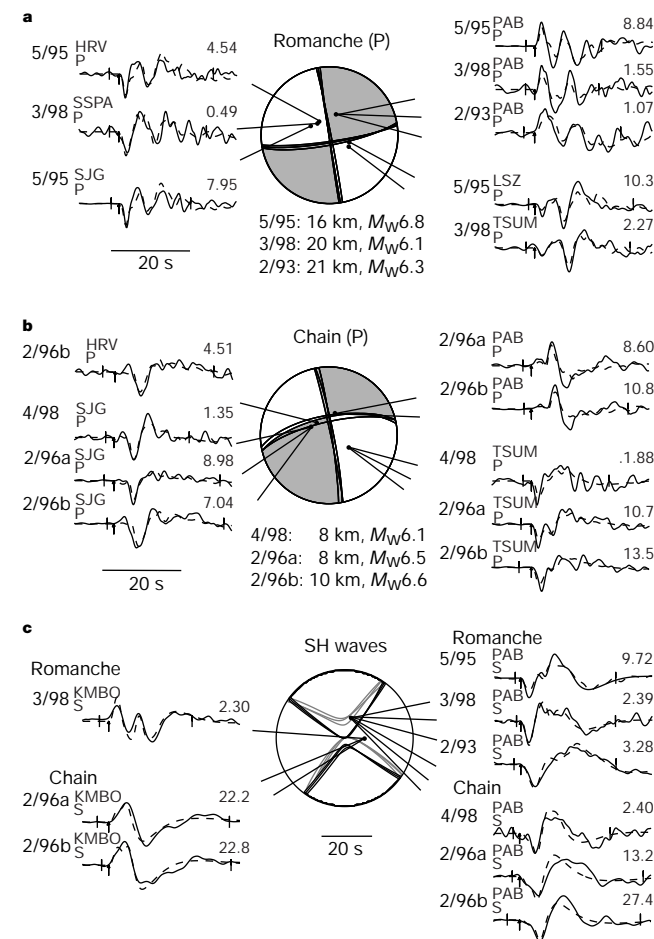 a
Romanche (P)
5/95 HRV P 4.54
3/98 SSPA P 0.49
5/95 SJG P 7.95
20 s
5/95: 16 km, MW6.8
3/98: 20 km, MW6.1
2/93: 21 km, MW6.3
5/95 PAB P 8.84
3/98 PAB P 1.55
2/93 PAB P 1.07
5/95 LSZ P 10.3
3/98 TSUM P 2.27
b
Chain (P)
2/96b HRV P 4.51
4/98 SJG P 1.35
2/96a SJG P 8.98
2/96b SJG P 7.04
20 s
4/98: 8 km, MW6.1
2/96a: 8 km, MW6.5
2/96b: 10 km, MW6.6
2/96a PAB P 8.60
2/96b PAB P 10.8
4/98 TSUM P .1.88
2/96a TSUM P 10.7
2/96b TSUM P 13.5
c
SH waves
Romanche
3/98 KMBO S 2.30
Chain
2/96a KMBO S 22.2
2/96b KMBO S 22.8
20 s
Romanche
5/95 PAB S 9.72
3/98 PAB S 2.39
2/93 PAB S 3.28
Chain
4/98 PAB S 2.40
2/96a PAB S 13.2
2/96b PAB S 27.4